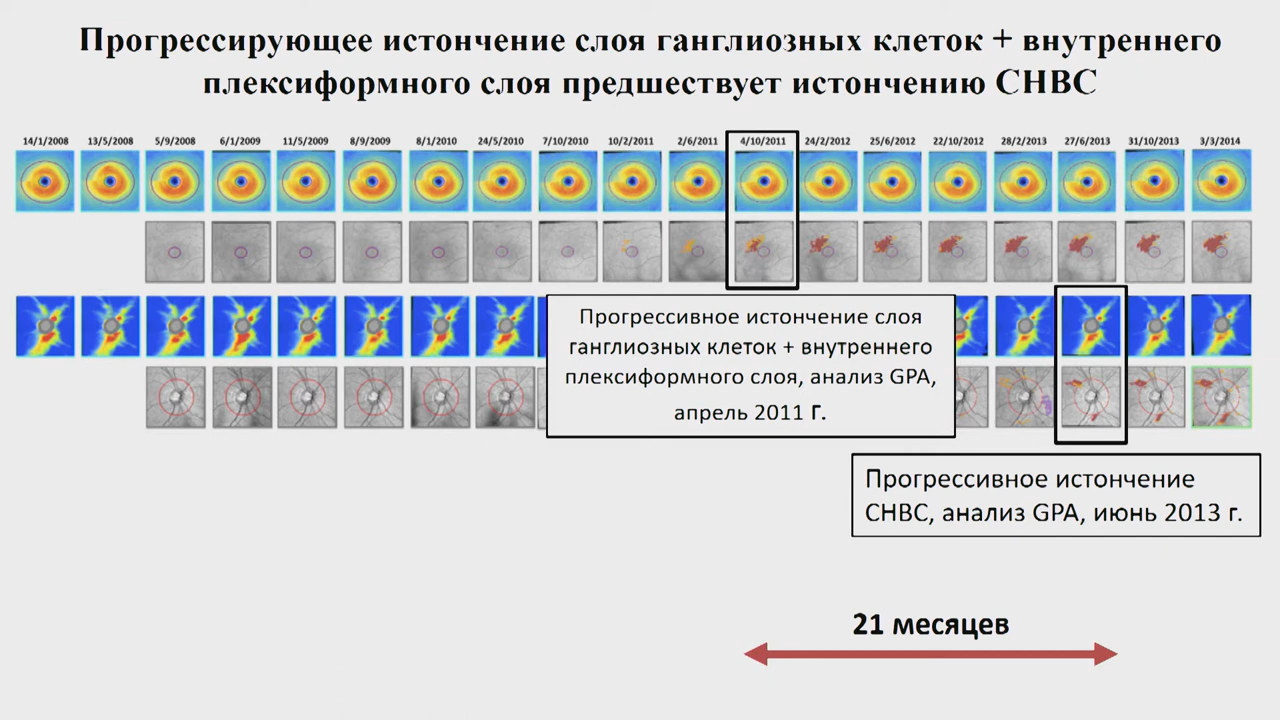 Прогрессирующее истончение слоя ганглиозных клеток + внутреннего
плексиформного слоя предшествует истончению СНВС
14/1/2008 13/5/2008 5/9/2008 6/1/2009 11/5/2009 8/9/2009 8/1/2010 24/5/2010 7/10/2010 10/2/2011 2/6/2011 4/10/2011 24/2/2012 25/6/2012 22/10/2012 28/2/2013 27/6/2013 31/10/2013 3/3/2014
Прогрессивное истончение слоя
ганглиозных клеток + внутреннего
плексиформного слоя, анализ GPA,
апрель 2011 г.
Прогрессивное истончение
СНВС, анализ GPA, июнь 2013 г.
21 месяцев